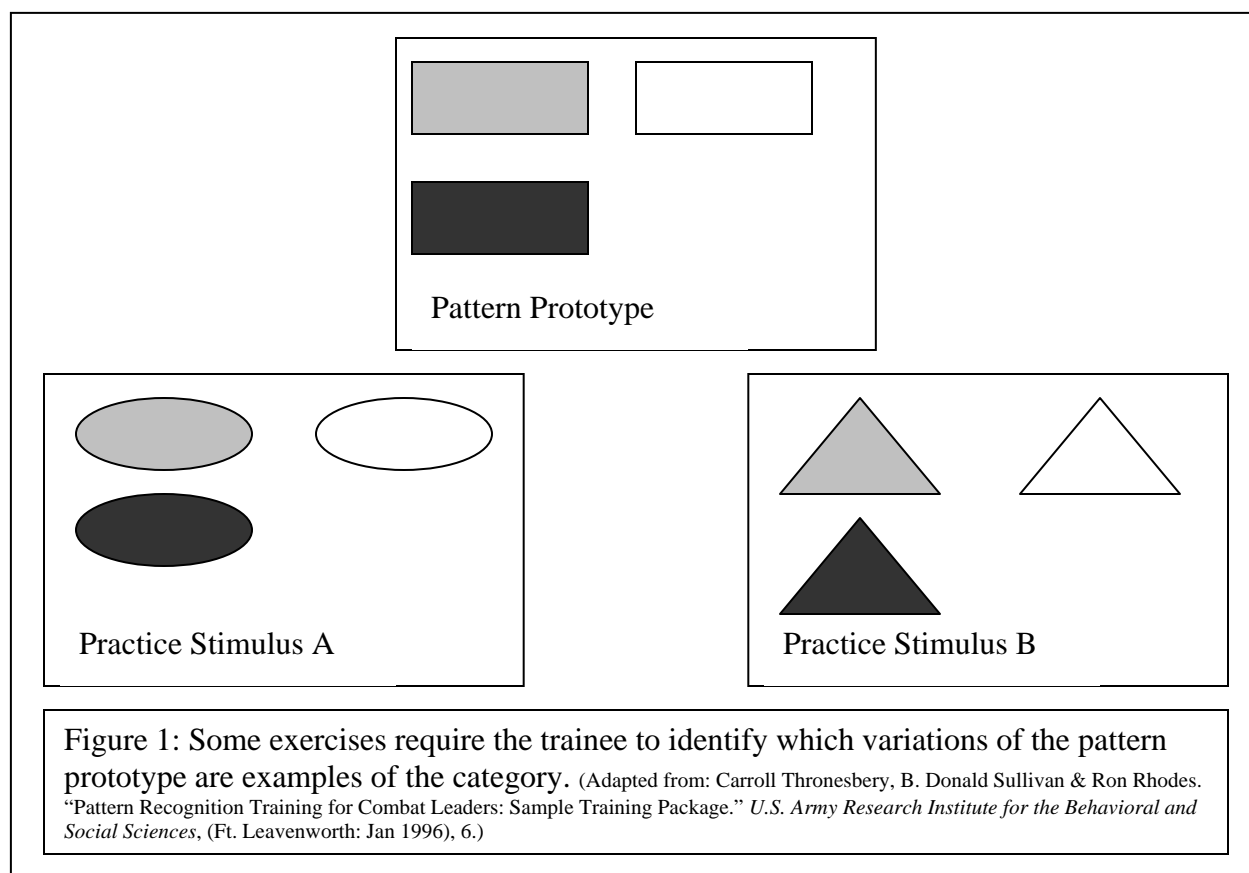 Pattern Prototype
Practice Stimulus A
Practice Stimulus B
Figure 1: Some exercises require the trainee to identify which variations of the pattern
prototype are examples of the category. (Adapted from: Carroll Thronesbery, B. Donald Sullivan & Ron Rhodes.
“Pattern Recognition Training for Combat Leaders: Sample Training Package.” U.S. Army Research Institute for the Behavioral and
Social Sciences, (Ft. Leavenworth: Jan 1996), 6.)